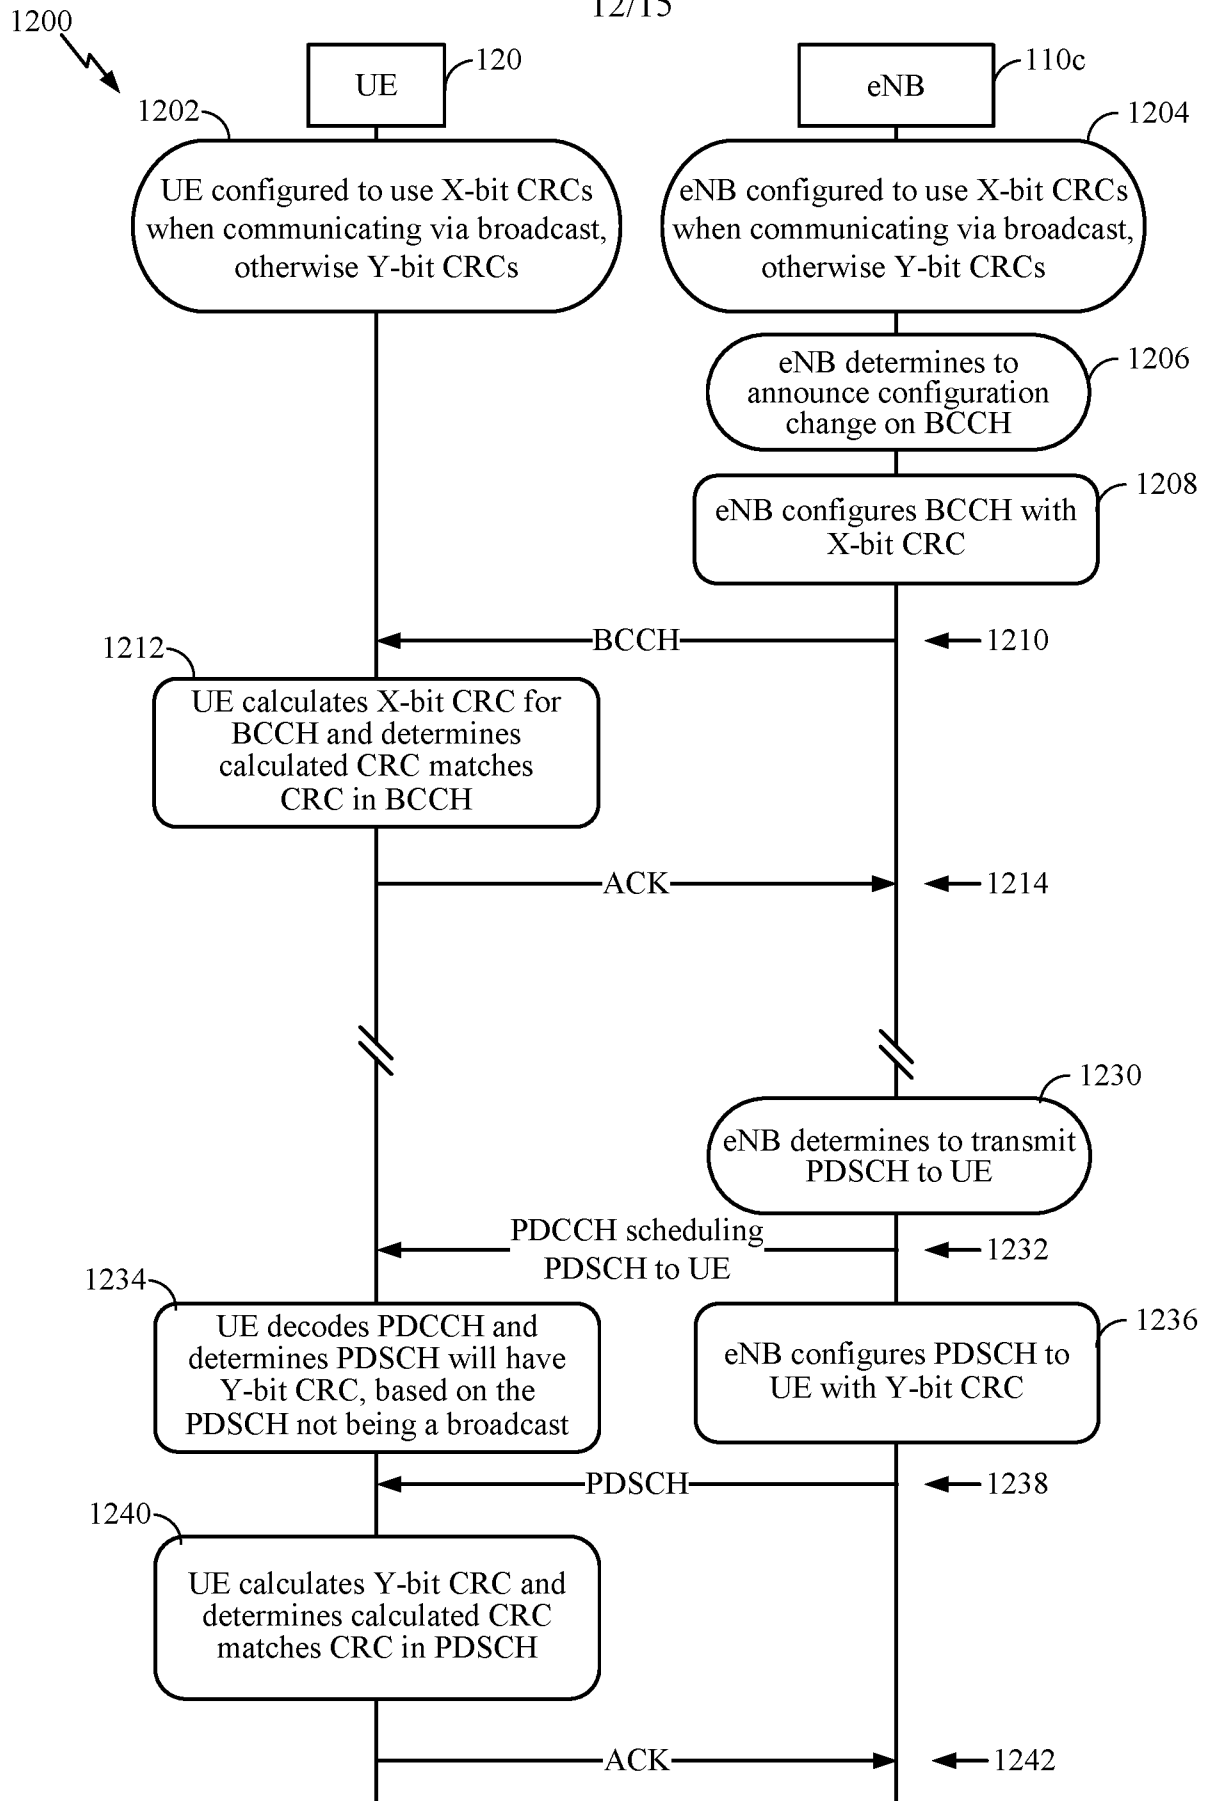 12/15
1200
UE
120
eNB
110c
1202
UE configured to use X-bit CRCs
when communicating via broadcast,
otherwise Y-bit CRCs
1204
eNB configured to use X-bit CRCs
when communicating via broadcast,
otherwise Y-bit CRCs
1206
eNB determines to
announce configuration
change on BCCH
1208
eNB configures BCCH with
X-bit CRC
BCCH
1210
1212
UE calculates X-bit CRC for
BCCH and determines
calculated CRC matches
CRC in BCCH
ACK
1214
1230
eNB determines to transmit
PDSCH to UE
PDCCH scheduling
PDSCH to UE
1232
1234
UE decodes PDCCH and
determines PDSCH will have
Y-bit CRC, based on the
PDSCH not being a broadcast
1236
eNB configures PDSCH to
UE with Y-bit CRC
PDSCH
1238
1240
UE calculates Y-bit CRC and
determines calculated CRC
matches CRC in PDSCH
ACK
1242